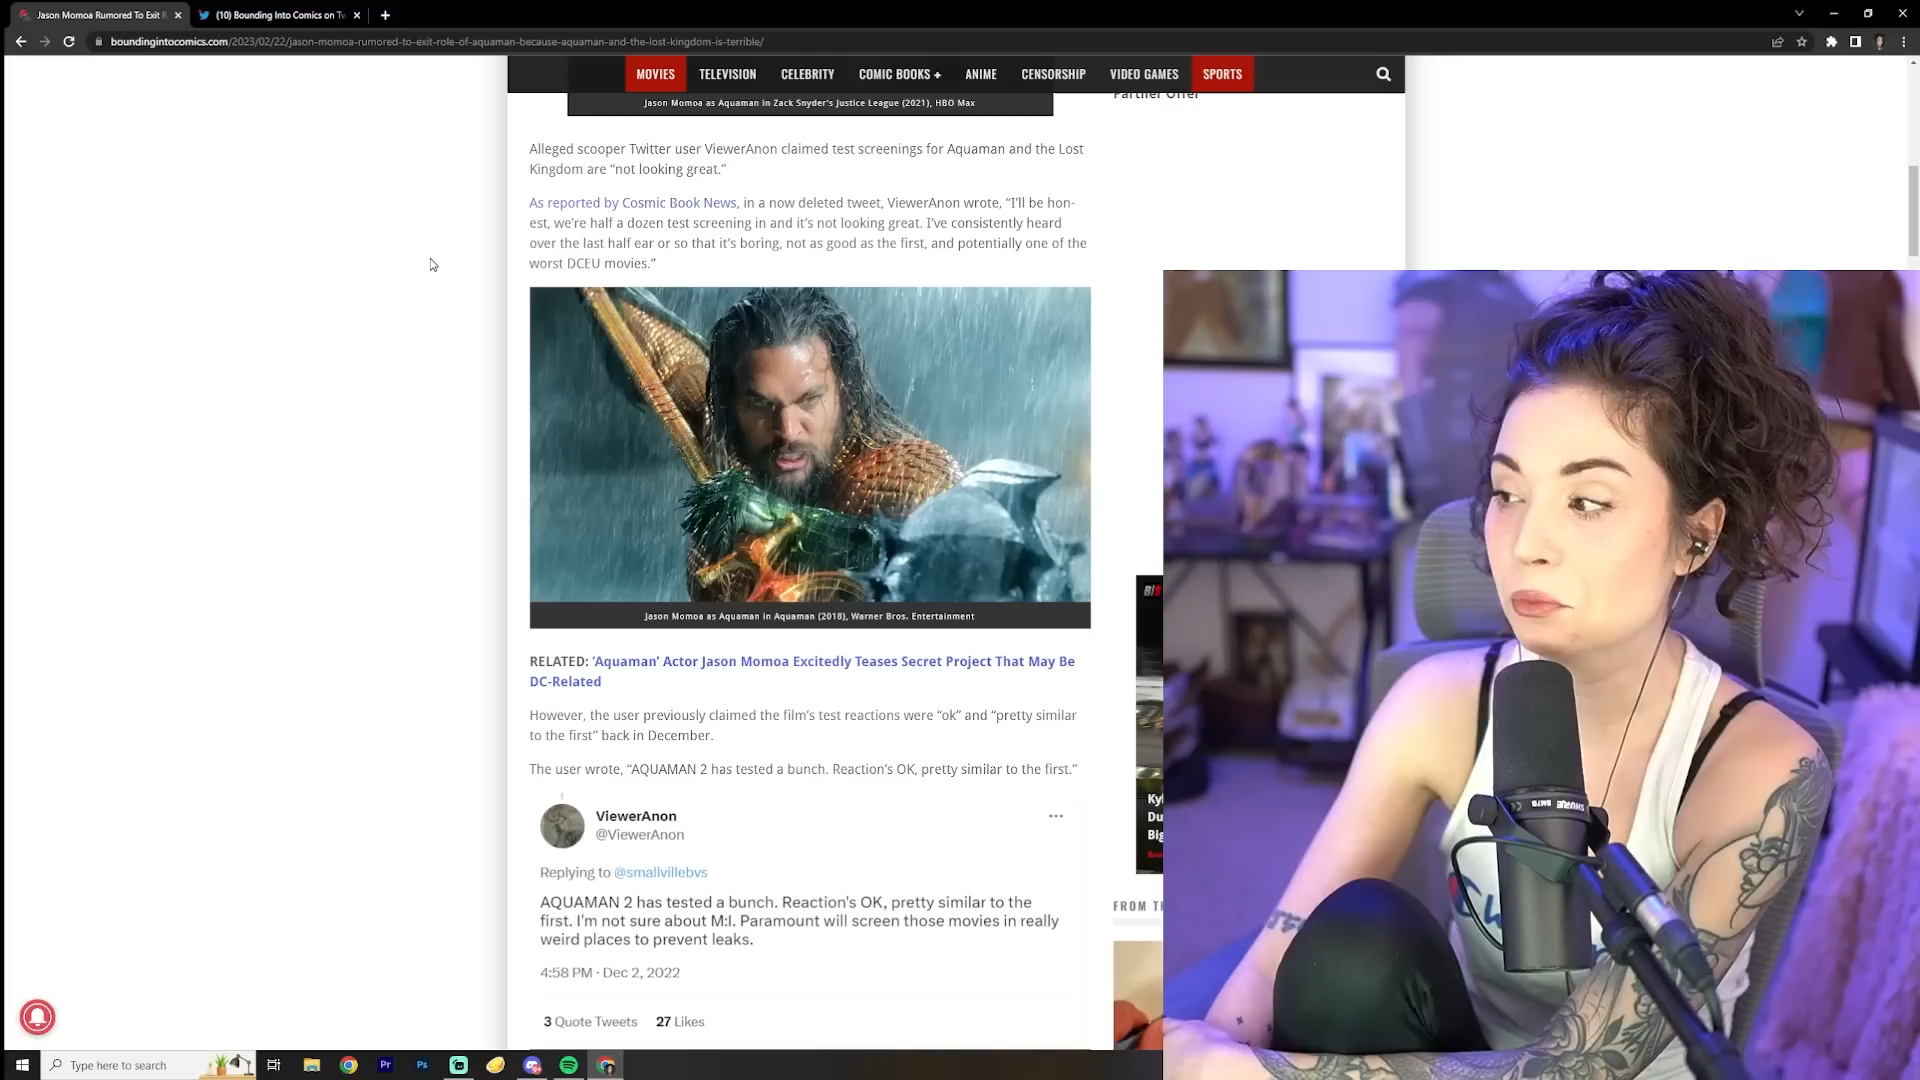 Jason Momoa Rumored To Exit R
(10) Bounding Into Comics on Tw
boundingintocomics.com/2023/02/22/jason-momoa-rumored-to-exit-role-of-aquaman-because-aquaman-and-the-lost-kingdom-is-terrible/
MOVIES TELEVISION CELEBRITY COMIC BOOKS + ANIME CENSORSHIP VIDEO GAMES SPORTS
Jason Momoa as Aquaman in Zack Snyder's Justice League (2021), HBO Max
Partner Offer
Alleged scooper Twitter user ViewerAnon claimed test screenings for Aquaman and the Lost
Kingdom are “not looking great.”
As reported by Cosmic Book News, in a now deleted tweet, ViewerAnon wrote, “I’ll be hon-
est, we’re half a dozen test screening in and it’s not looking great. I’ve consistently heard
over the last half ear or so that it’s boring, not as good as the first, and potentially one of the
worst DCEU movies.”
Jason Momoa as Aquaman in Aquaman (2018), Warner Bros. Entertainment
RELATED: ‘Aquaman’ Actor Jason Momoa Excitedly Teases Secret Project That May Be
DC-Related
However, the user previously claimed the film’s test reactions were “ok” and “pretty similar
to the first” back in December.
The user wrote, “AQUAMAN 2 has tested a bunch. Reaction’s OK, pretty similar to the first.”
ViewerAnon
@ViewerAnon
Replying to @smallvillebvs
AQUAMAN 2 has tested a bunch. Reaction's OK, pretty similar to the
first. I'm not sure about M:I. Paramount will screen those movies in really
weird places to prevent leaks.
4:58 PM · Dec 2, 2022
3 Quote Tweets 27 Likes
Kyl
Du
Big
FROM TH
SHURE SM7B
Type here to search
Pr
Ps